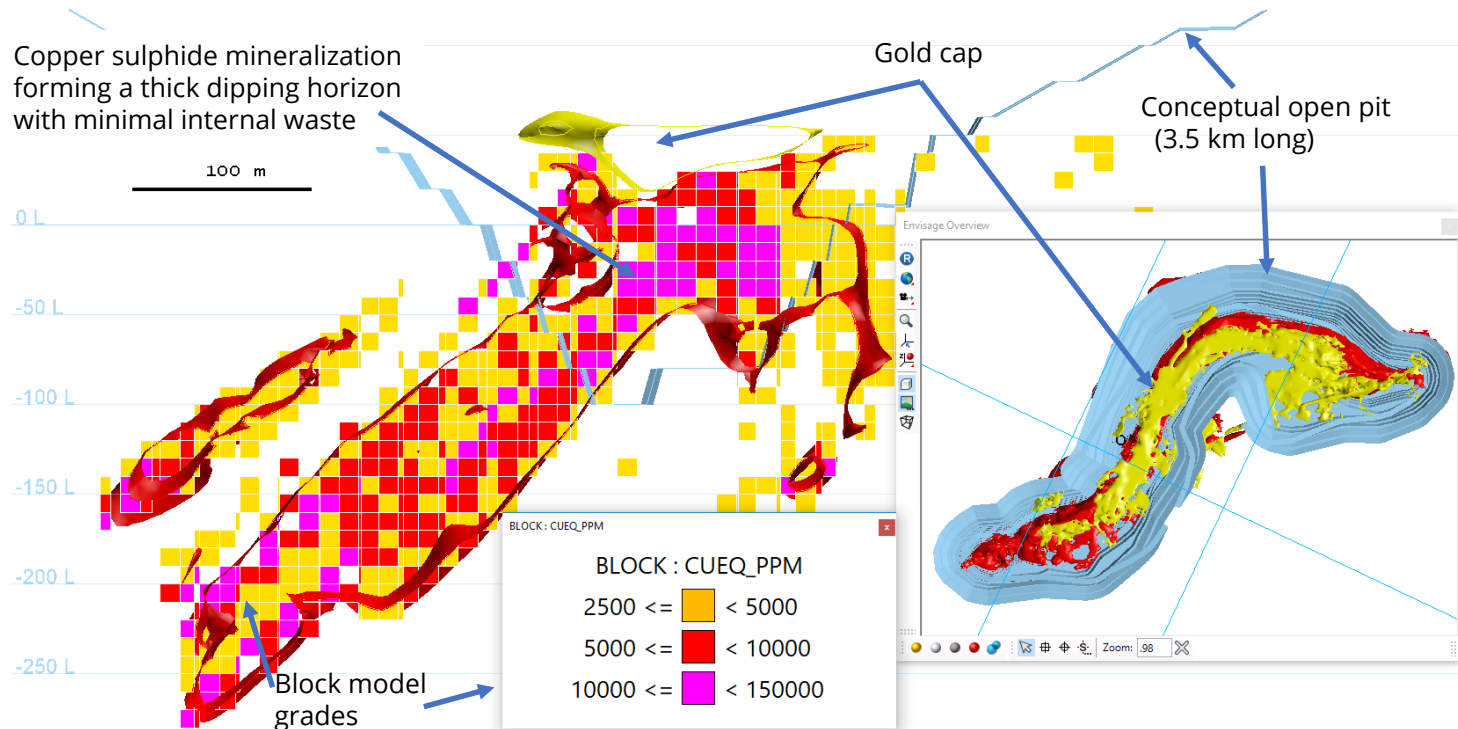 Copper sulphide mineralization
forming a thick dipping horizon
with minimal internal waste
Gold cap
Conceptual open pit
(3.5 km long)
100 m
0 L
-50 L
-100 L
-150 L
-200 L
-250 L
Envisage Overview
R
Zoom: .98
BLOCK : CUEQ_PPM
x
BLOCK : CUEQ_PPM
2500 <= < 5000
5000 <= < 10000
10000 <= < 150000
Block model
grades